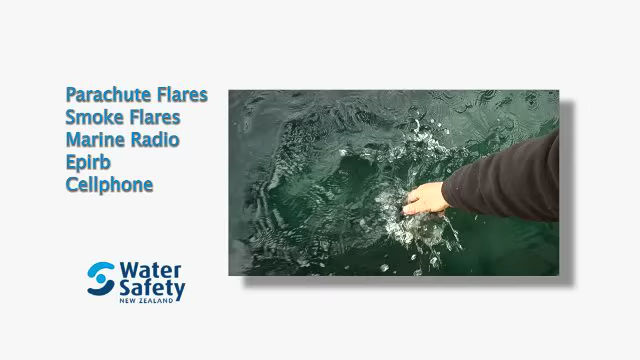 Parachute Flares
Smoke Flares
Marine Radio
Epirb
Cellphone
Water
Safety
NEW ZEALAND